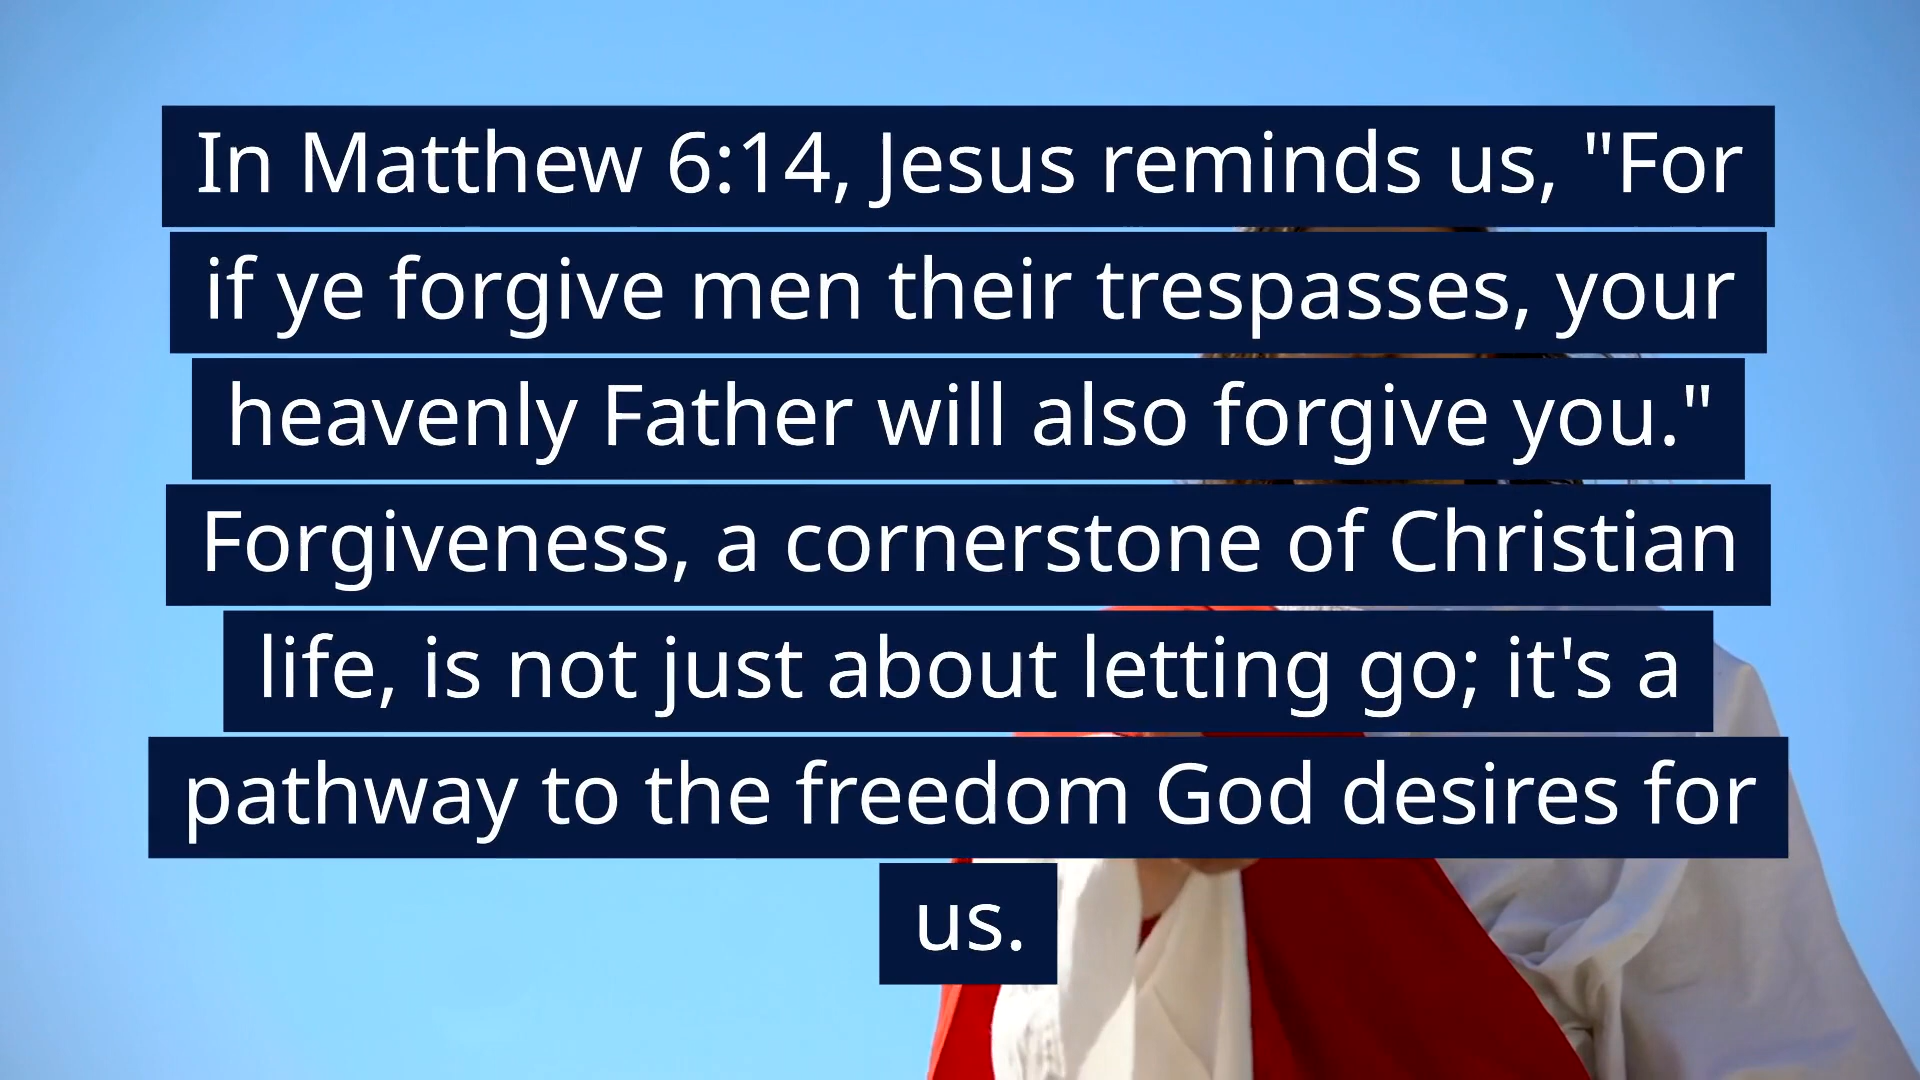 In Matthew 6:14, Jesus reminds us, "For
if ye forgive men their trespasses, your
heavenly Father will also forgive you."
Forgiveness, a cornerstone of Christian
life, is not just about letting go; it's a
pathway to the freedom God desires for
us.